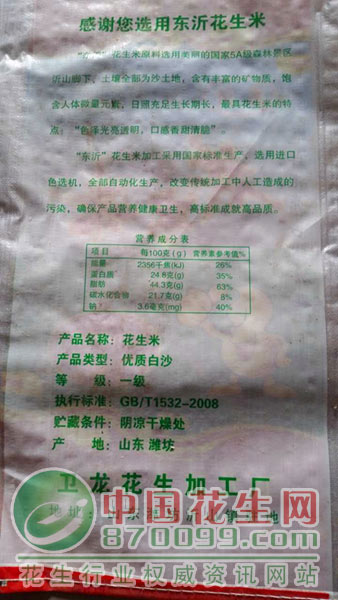 感谢您选用东沂花生米
花生米原料选用美丽的国家5A级森林景区
沂山脚下，土壤全部为沙土地，含有丰富的矿物质，饱
含人体微量元素，日照充足生长期长，最具花生米的特
点：“色泽光亮透明，口感香甜清脆”。
“东沂”花生米加工采用国家标准生产，选用进口
色选机，全部自动化生产，改变传统加工中人工造成的
污染，确保产品营养健康卫生，高标准成就高品质。
营养成分表
项目 每100克(g) 营养素参考值%
能量 2356千焦(kJ) 26%
蛋白质 24.8克(g) 35%
脂肪 44.3克(g) 63%
碳水化合物 21.7克(g) 8%
钠 3.6毫克(mg) 40%
产品名称：花生米
产品类型：优质白沙
等 级：一级
执行标准：GB/T1532-2008
贮藏条件：阴凉干燥处
产 地：山东 潍坊
卫龙花生加工厂
地址：山东
中国花生网
870099.com
花生行业权威资讯网站